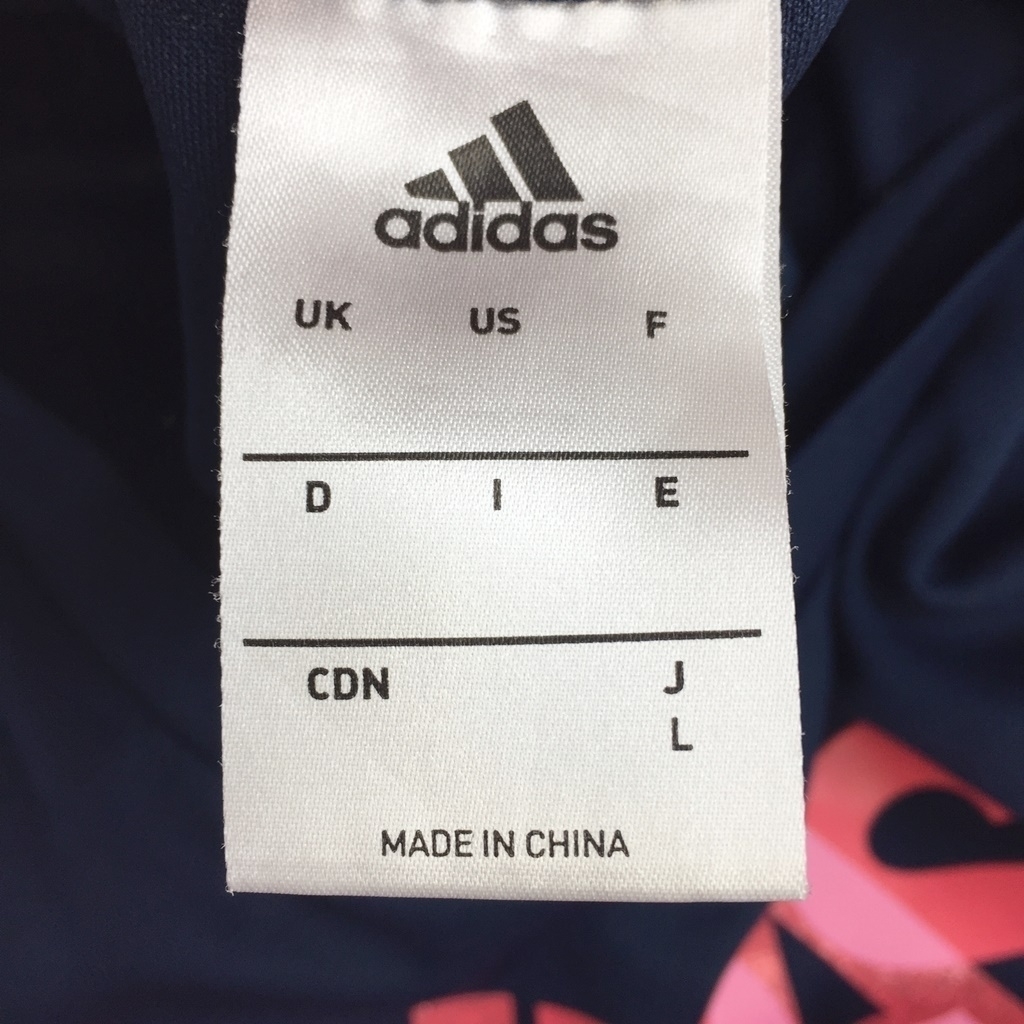 adidas
UK US F
D I E
CDN J
L
MADE IN CHINA